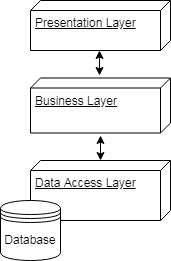 Presentation Layer
Business Layer
Data Access Layer
Database